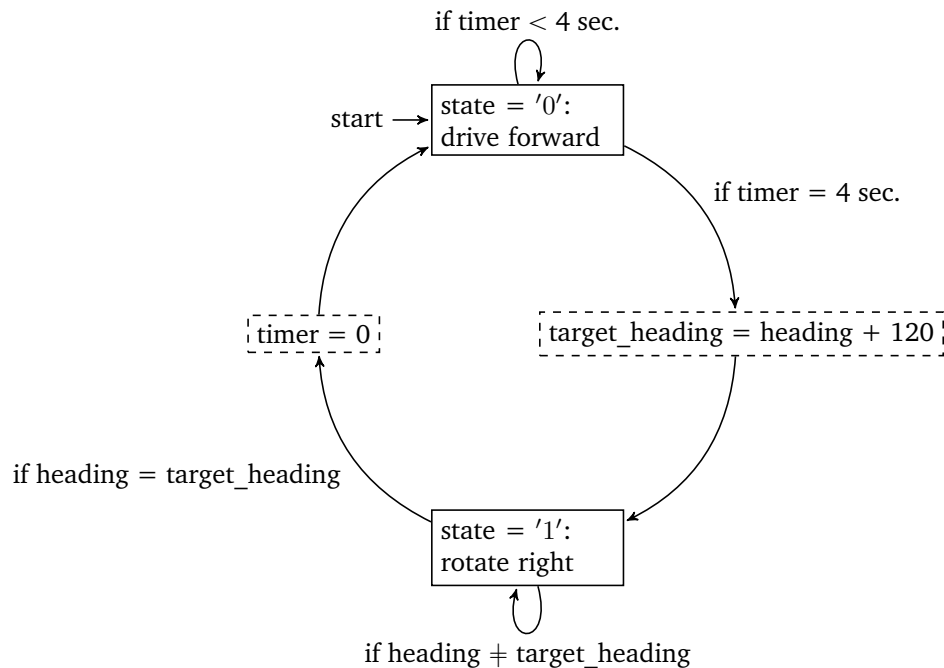 if timer < 4 sec.
start
state = '0':
drive forward
if timer = 4 sec.
timer = 0
target_heading = heading + 120
if heading = target_heading
state = '1':
rotate right
if heading ≠ target_heading